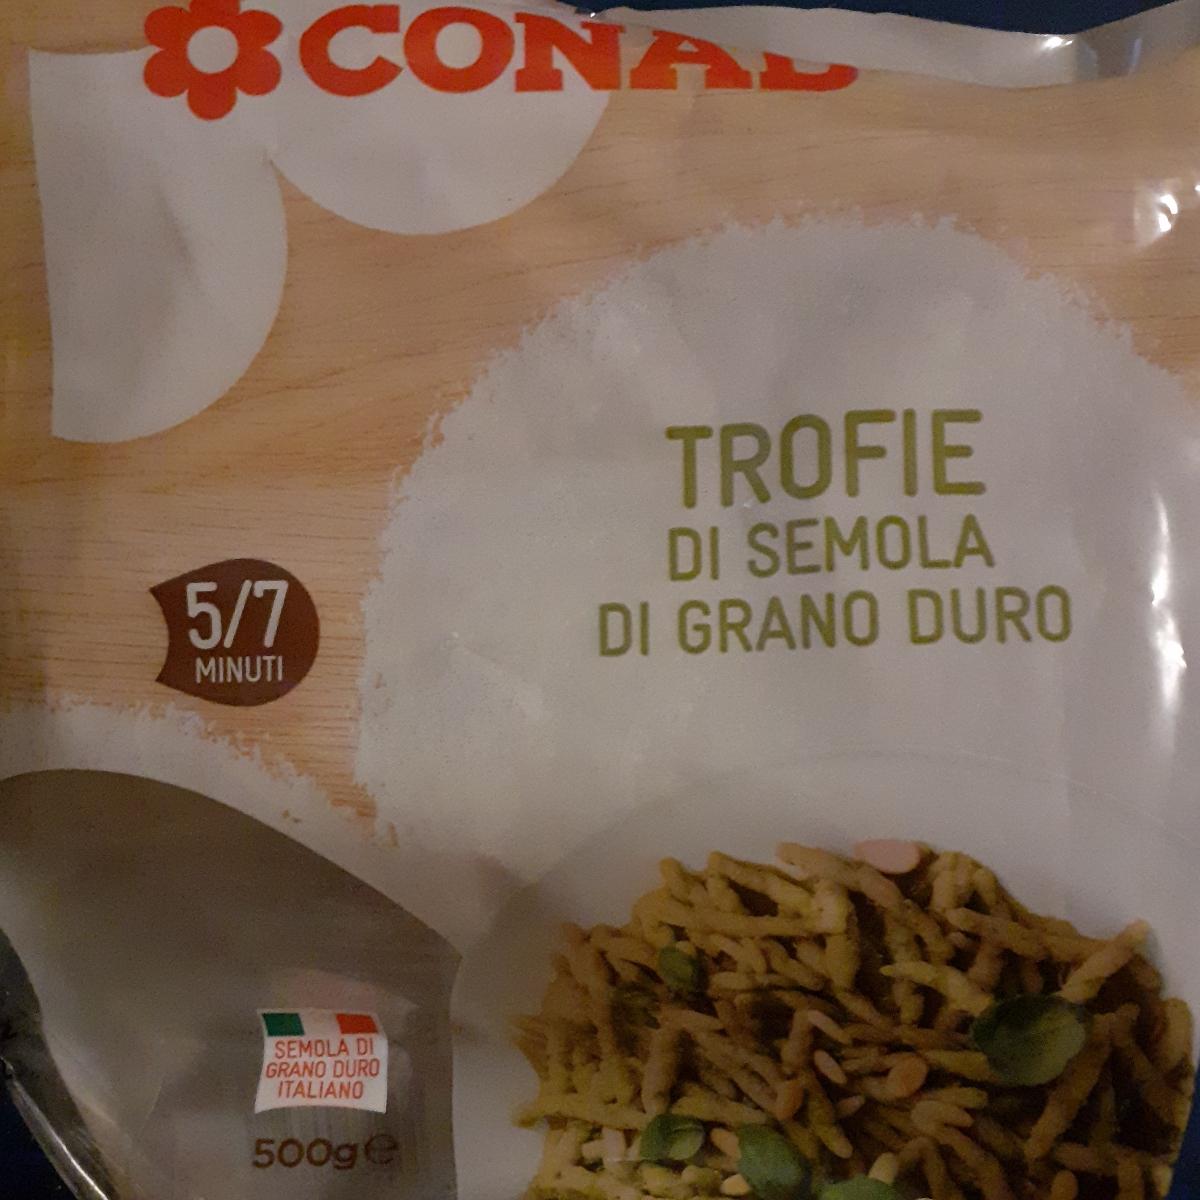 CONAD
TROFIE
DI SEMOLA
DI GRANO DURO
5/7
MINUTI
SEMOLA DI
GRANO DURO
ITALIANO
500g e